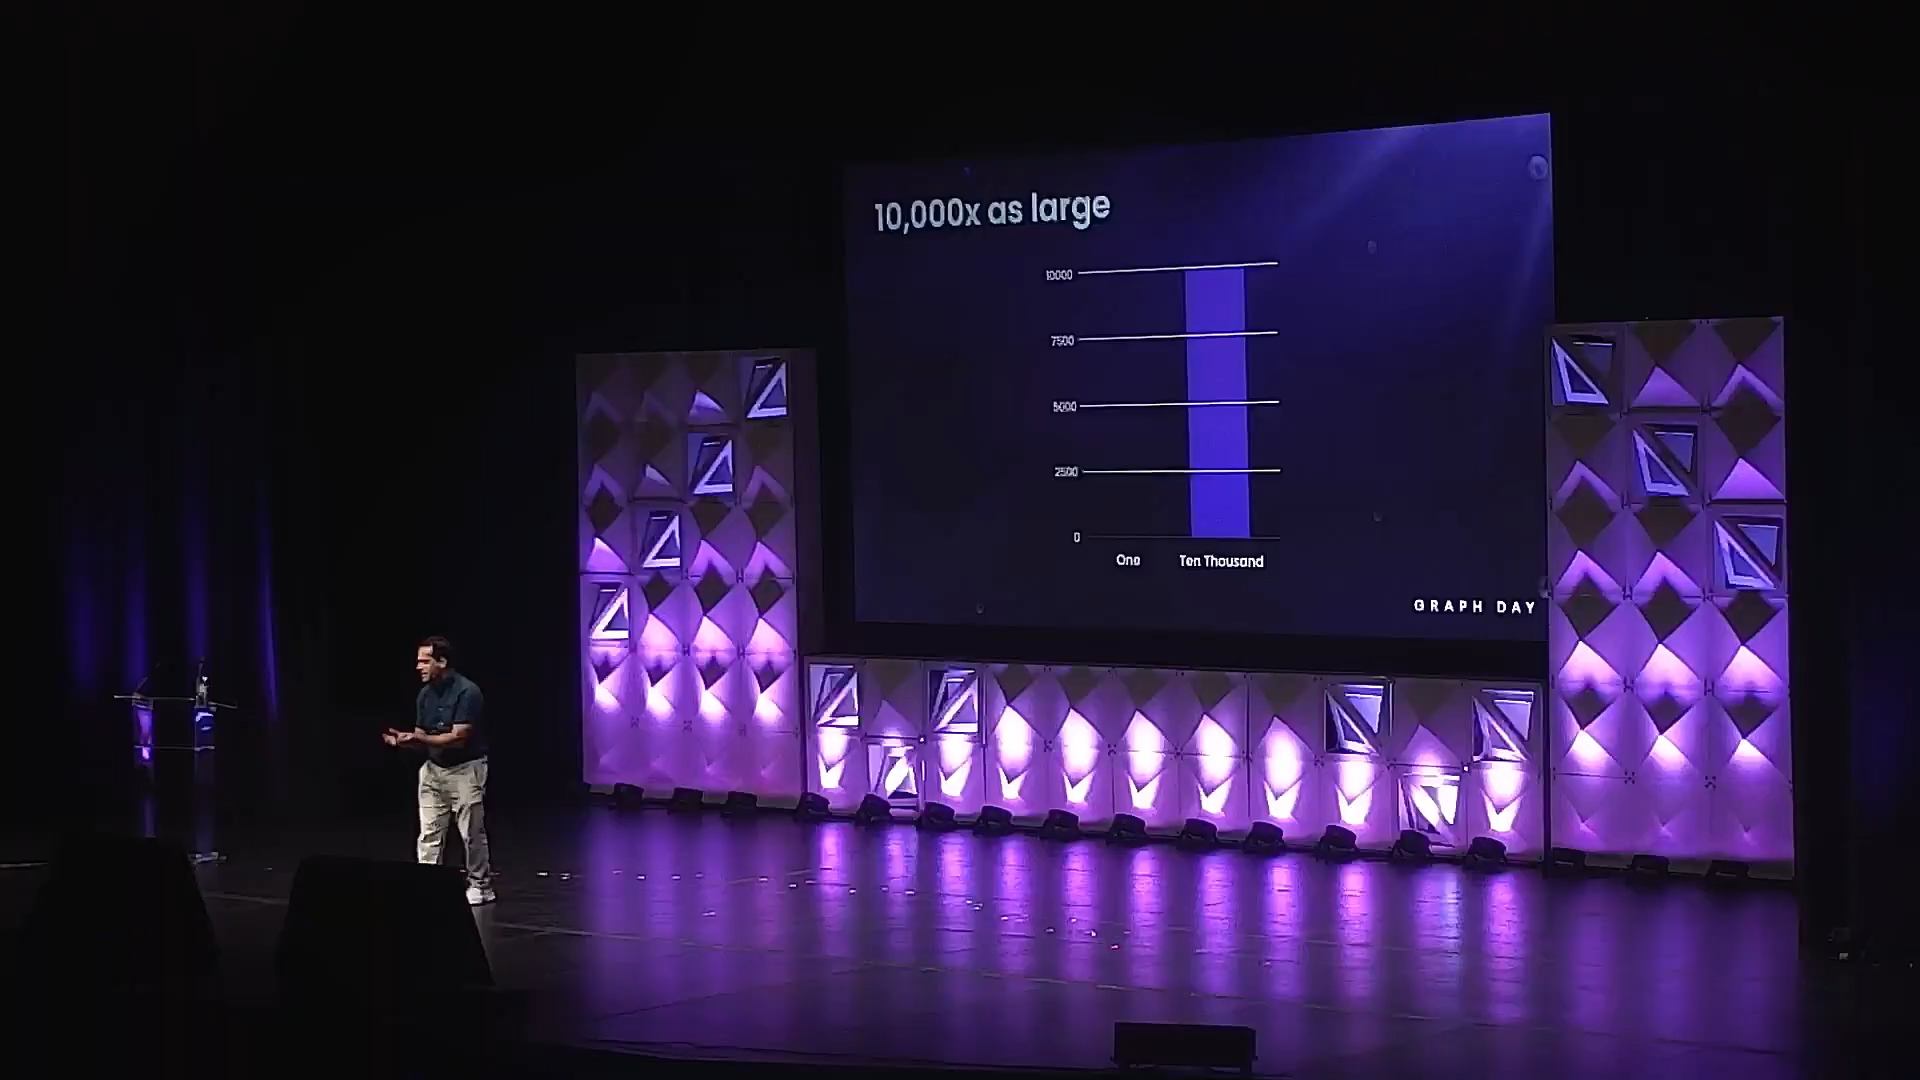 10,000x as large
10000
7500
5000
2500
0
One
Ten Thousand
GRAPH DAY